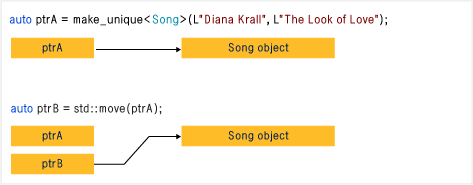 auto ptrA = make_unique<Song>(L"Diana Krall", L"The Look of Love");
ptrA Song object
auto ptrB = std::move(ptrA);
ptrA Song object
ptrB